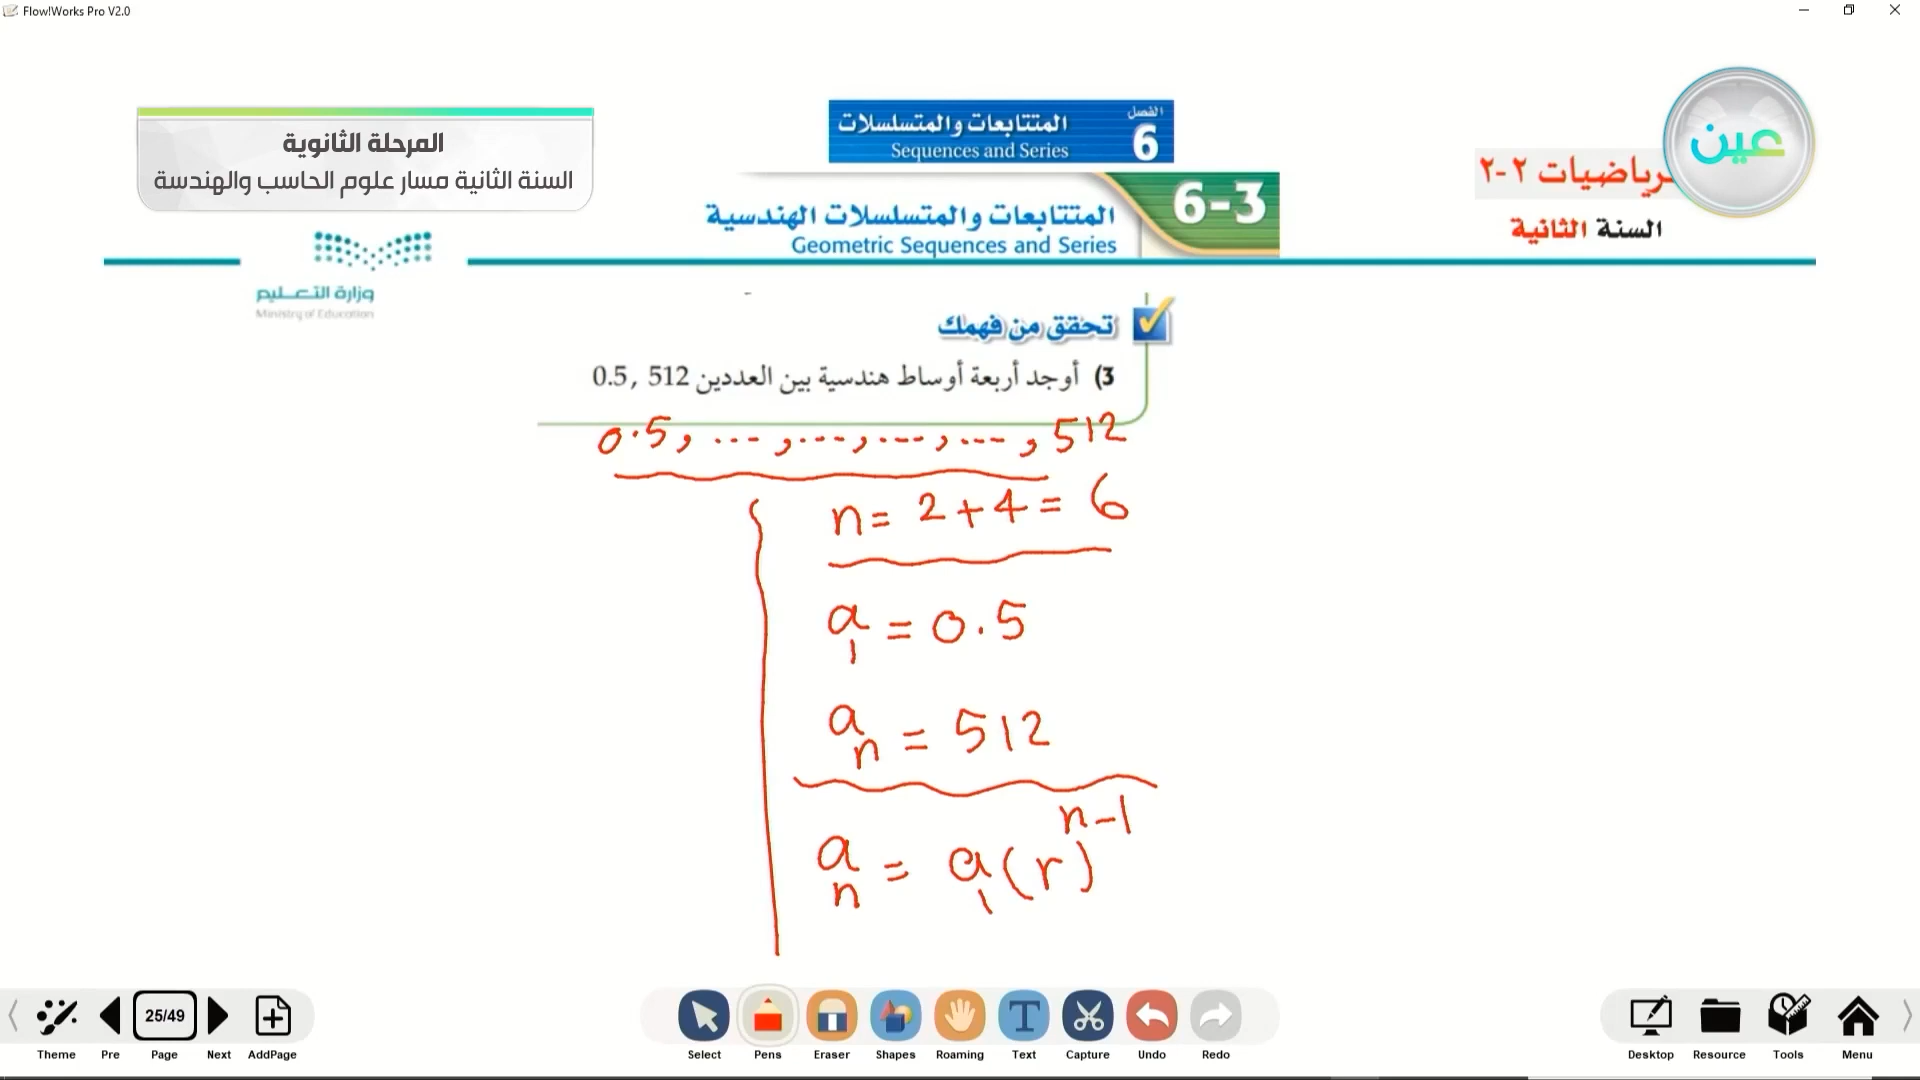 Flow!Works Pro V2.0
المرحلة الثانوية
السنة الثانية مسار علوم الحاسب والهندسة
وزارة التعـــليم
Ministry of Education
الفصل 6
المتتابعات والمتسلسلات
Sequences and Series
6-3
المتتابعات والمتسلسلات الهندسية
Geometric Sequences and Series
عين
رياضيات ٢-٢
السنة الثانية
تحقق من فهمك
3) أوجد أربعة أوساط هندسية بين العددين 0.5, 512
0.5, ---, ---, ---, ---, 512
n = 2 + 4 = 6
a₁ = 0.5
aₙ = 512
aₙ = a₁(r)ⁿ⁻¹
Theme Pre 25/49 Page Next AddPage
Select Pens Eraser Shapes Roaming T Text Capture Undo Redo
Desktop Resource Tools Menu